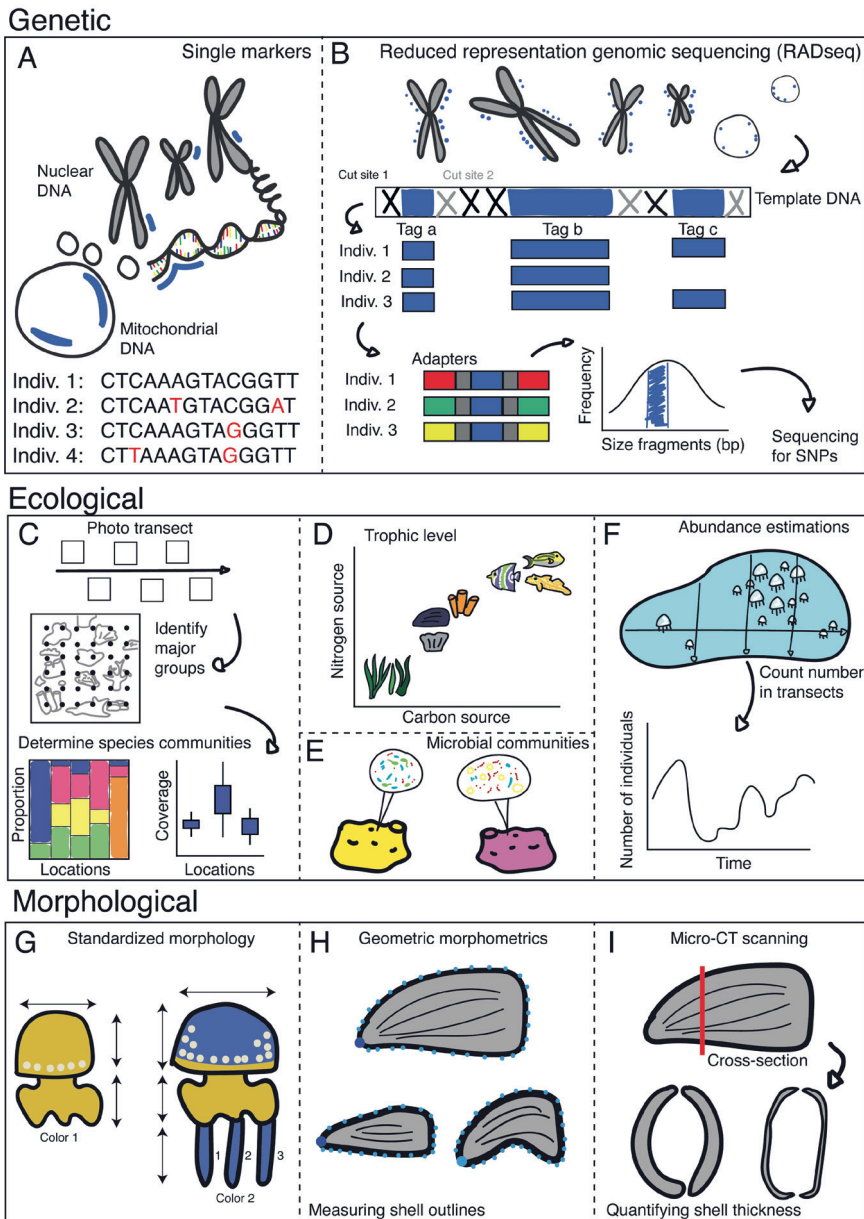 Genetic
A
Single markers
Nuclear
DNA
Mitochondrial
DNA
Indiv. 1: CTCAAAGTACGGTT
Indiv. 2: CTCAATGTACGGAT
Indiv. 3: CTCAAAGTAGGGTT
Indiv. 4: CTTAAAGTAGGGTT
B
Reduced representation genomic sequencing (RADseq)
Cut site 1
Cut site 2
Template DNA
Tag a
Tag b
Tag c
Indiv. 1
Indiv. 2
Indiv. 3
Adapters
Indiv. 1
Indiv. 2
Indiv. 3
Frequency
Size fragments (bp)
Sequencing
for SNPs
Ecological
C
Photo transect
Identify
major
groups
Determine species communities
Proportion
Locations
Coverage
Locations
D
Trophic level
Nitrogen source
Carbon source
E
Microbial communities
F
Abundance estimations
Count number
in transects
Number of individuals
Time
Morphological
G
Standardized morphology
Color 1
1
2
3
Color 2
H
Geometric morphometrics
Measuring shell outlines
I
Micro-CT scanning
Cross-section
Quantifying shell thickness